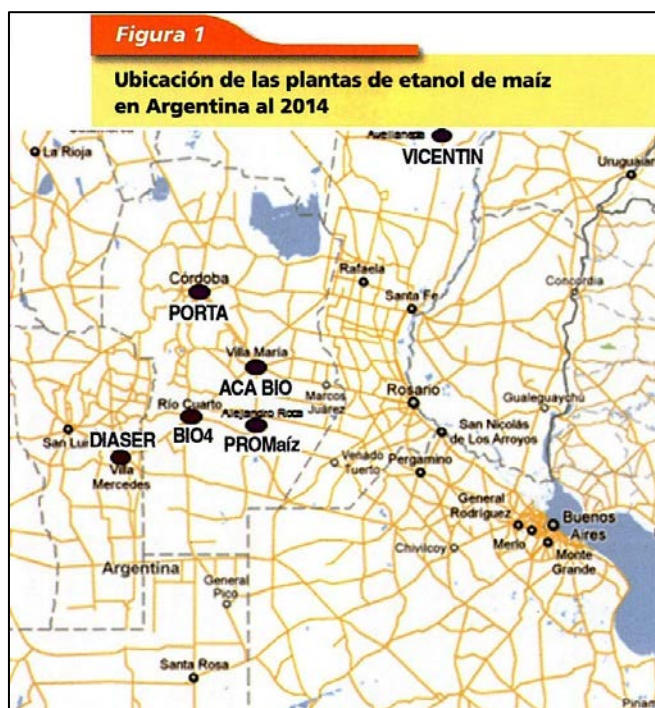 Figura 1
Ubicación de las plantas de etanol de maíz
en Argentina al 2014
Avellaneda
VICENTIN
La Rioja
Uruguaian
Córdoba
PORTA
Rafaela
Santa Fe
Concordia
Villa María
ACA BIO
Marcos
Juárez
Rosario
Gualeguaychú
Río Cuarto
BIO4
Alejandro Roca
PROMaíz
San Nicolás
de Los Arroyos
San Lui
DIASER
Villa
Mercedes
Venado
Tuerto
Pergamino
General
Rodríguez
Buenos
Aires
Merlo
Monte
Grande
Chivilcoy
Argentina
General
Pico
Santa Rosa
Pinam